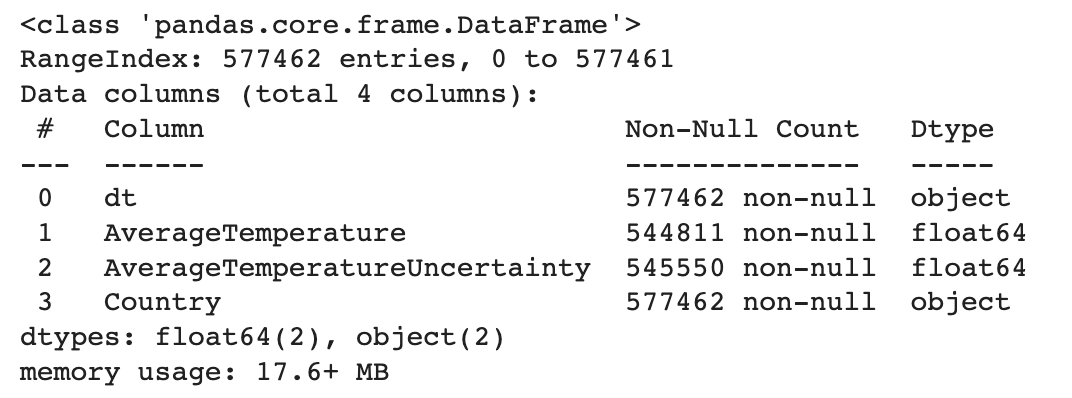 <class 'pandas.core.frame.DataFrame'>
RangeIndex: 577462 entries, 0 to 577461
Data columns (total 4 columns):
 #   Column                         Non-Null Count   Dtype
---  ------                         --------------   -----
 0   dt                             577462 non-null  object
 1   AverageTemperature             544811 non-null  float64
 2   AverageTemperatureUncertainty  545550 non-null  float64
 3   Country                        577462 non-null  object
dtypes: float64(2), object(2)
memory usage: 17.6+ MB